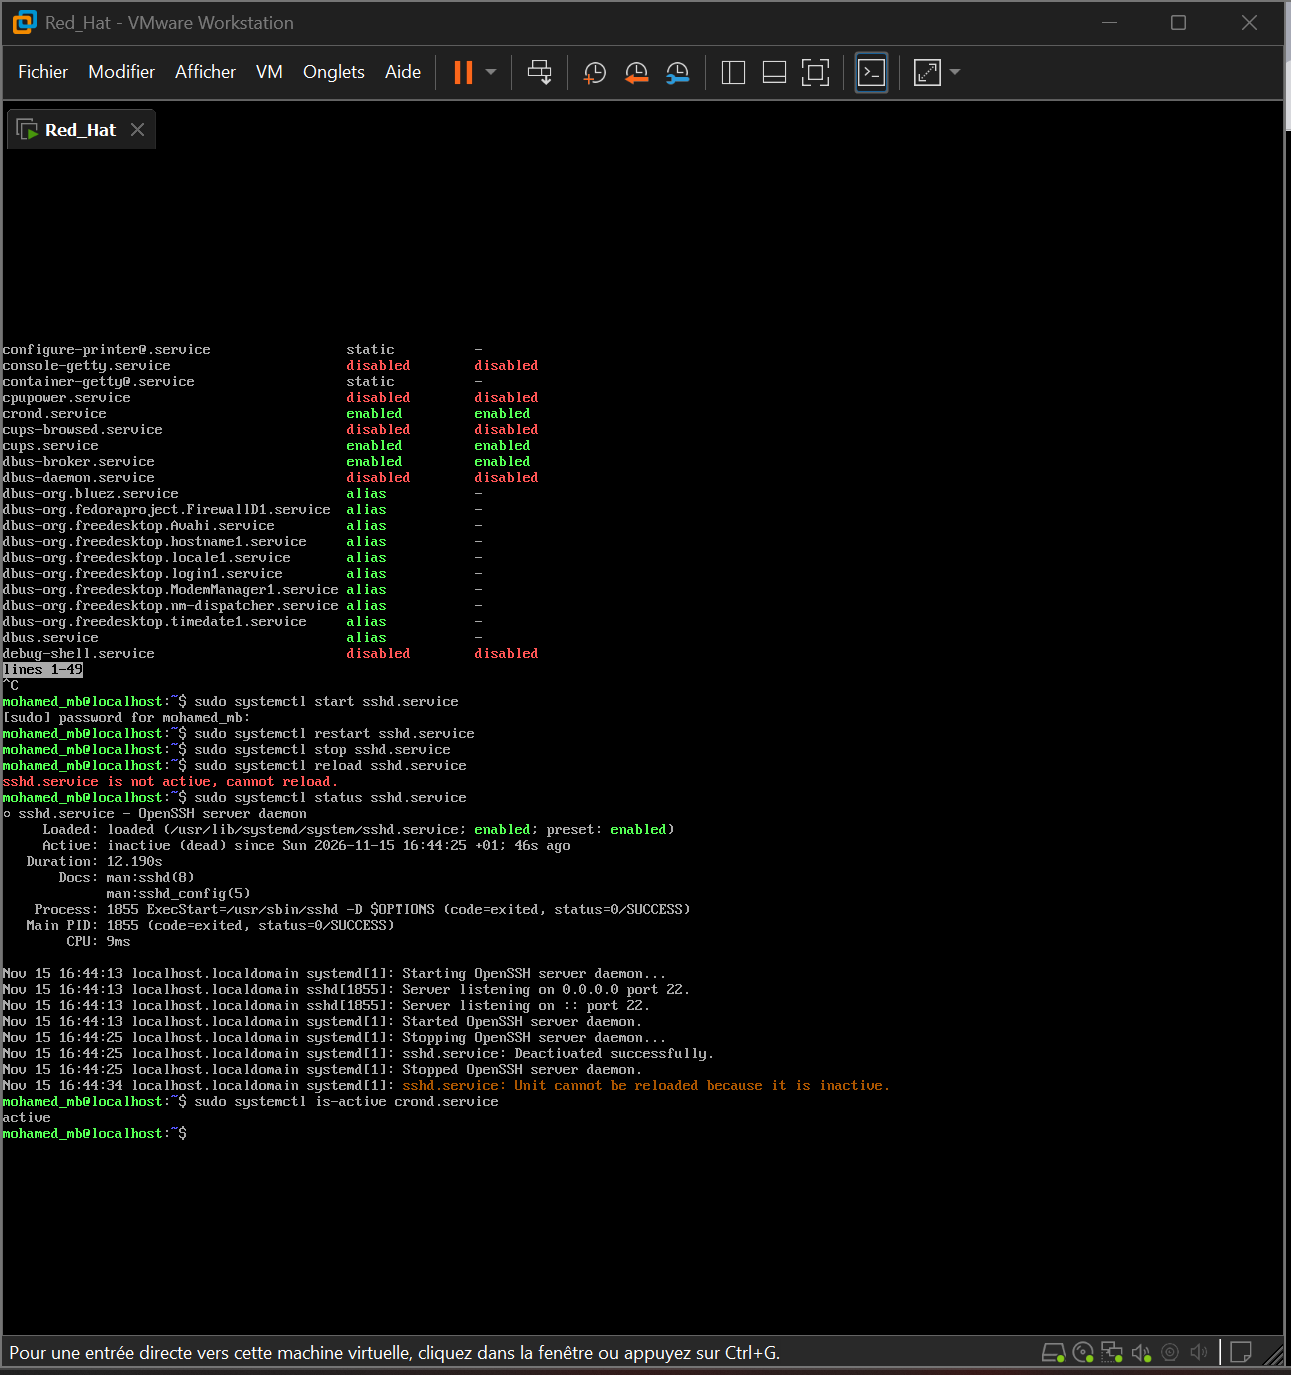 Red_Hat - VMware Workstation
Fichier Modifier Afficher VM Onglets Aide
Red_Hat
configure-printer@.service static -
console-getty.service disabled disabled
container-getty@.service static -
cpupower.service disabled disabled
crond.service enabled enabled
cups-browsed.service disabled disabled
cups.service enabled enabled
dbus-broker.service enabled enabled
dbus-daemon.service disabled disabled
dbus-org.bluez.service alias -
dbus-org.fedoraproject.FirewallD1.service alias -
dbus-org.freedesktop.Avahi.service alias -
dbus-org.freedesktop.hostname1.service alias -
dbus-org.freedesktop.locale1.service alias -
dbus-org.freedesktop.login1.service alias -
dbus-org.freedesktop.ModemManager1.service alias -
dbus-org.freedesktop.nm-dispatcher.service alias -
dbus-org.freedesktop.timedate1.service alias -
dbus.service alias -
debug-shell.service disabled disabled
lines 1-49
^C
mohamed_mb@localhost:~$ sudo systemctl start sshd.service
[sudo] password for mohamed_mb:
mohamed_mb@localhost:~$ sudo systemctl restart sshd.service
mohamed_mb@localhost:~$ sudo systemctl stop sshd.service
mohamed_mb@localhost:~$ sudo systemctl reload sshd.service
sshd.service is not active, cannot reload.
mohamed_mb@localhost:~$ sudo systemctl status sshd.service
○ sshd.service - OpenSSH server daemon
Loaded: loaded (/usr/lib/systemd/system/sshd.service; enabled; preset: enabled)
Active: inactive (dead) since Sun 2026-11-15 16:44:25 +01; 46s ago
Duration: 12.190s
Docs: man:sshd(8)
man:sshd_config(5)
Process: 1855 ExecStart=/usr/sbin/sshd -D $OPTIONS (code=exited, status=0/SUCCESS)
Main PID: 1855 (code=exited, status=0/SUCCESS)
CPU: 9ms
Nov 15 16:44:13 localhost.localdomain systemd[1]: Starting OpenSSH server daemon...
Nov 15 16:44:13 localhost.localdomain sshd[1855]: Server listening on 0.0.0.0 port 22.
Nov 15 16:44:13 localhost.localdomain sshd[1855]: Server listening on :: port 22.
Nov 15 16:44:13 localhost.localdomain systemd[1]: Started OpenSSH server daemon.
Nov 15 16:44:25 localhost.localdomain systemd[1]: Stopping OpenSSH server daemon...
Nov 15 16:44:25 localhost.localdomain systemd[1]: sshd.service: Deactivated successfully.
Nov 15 16:44:25 localhost.localdomain systemd[1]: Stopped OpenSSH server daemon.
Nov 15 16:44:34 localhost.localdomain systemd[1]: sshd.service: Unit cannot be reloaded because it is inactive.
mohamed_mb@localhost:~$ sudo systemctl is-active crond.service
active
mohamed_mb@localhost:~$
Pour une entrée directe vers cette machine virtuelle, cliquez dans la fenêtre ou appuyez sur Ctrl+G.